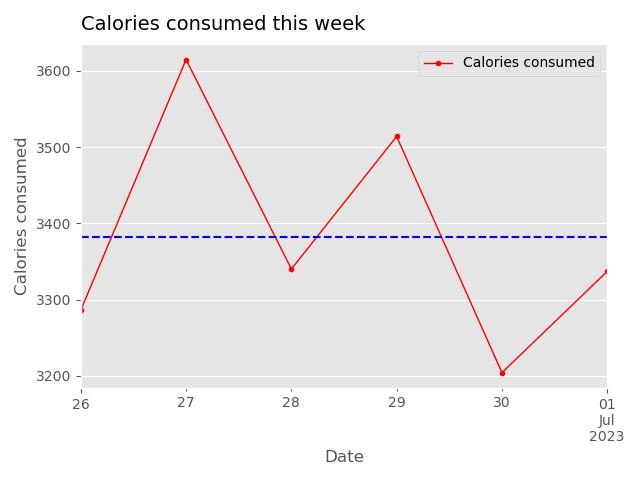 Calories consumed this week
Calories consumed
3600
3500
3400
3300
3200
Calories consumed
26
27
28
29
30
01
Jul
2023
Date